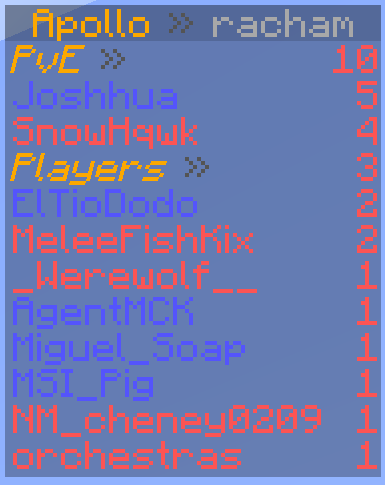 Apollo » racham
PvE » 10
Joshhua 5
SnowHqwk 4
Players » 3
ElTioDodo 2
MeleeFishKix 2
_Werewolf__ 1
AgentMCK 1
Miguel_Soap 1
MSI_Pig 1
NM_cheney0209 1
orchestras 1